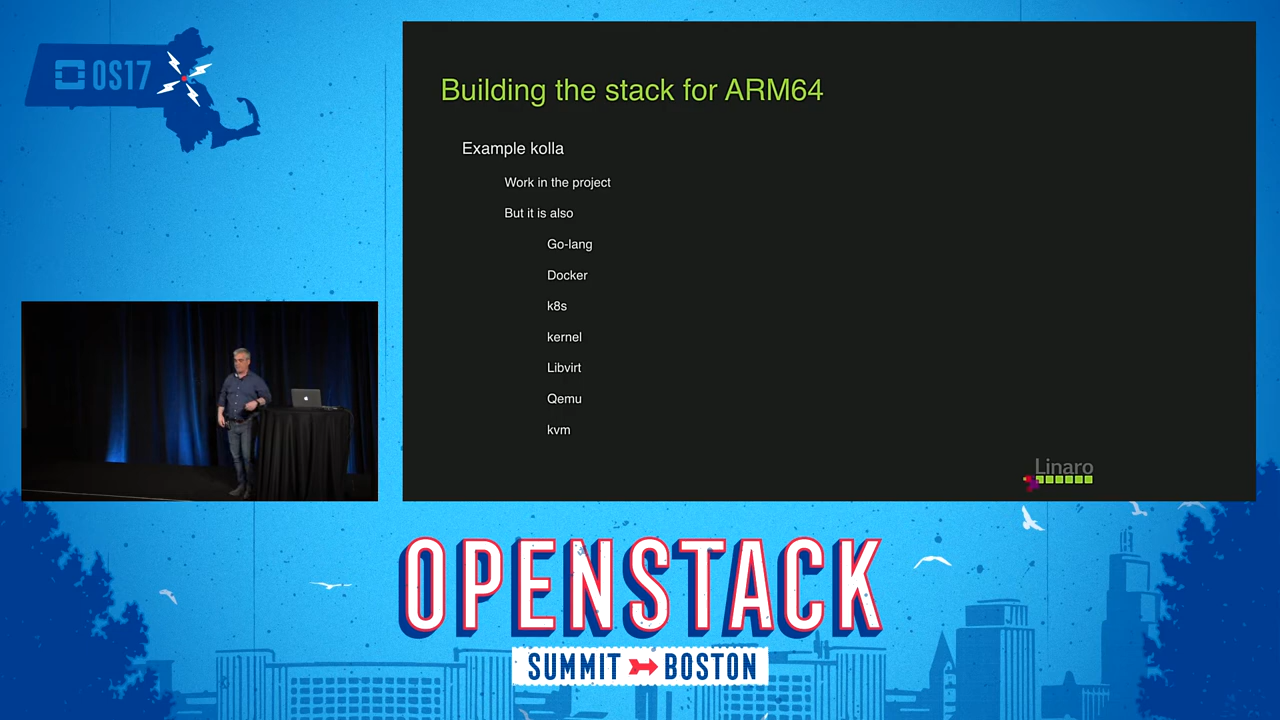 OS17
Building the stack for ARM64
Example kolla
Work in the project
But it is also
Go-lang
Docker
k8s
kernel
Libvirt
Qemu
kvm
Linaro
OPENSTACK
SUMMIT BOSTON